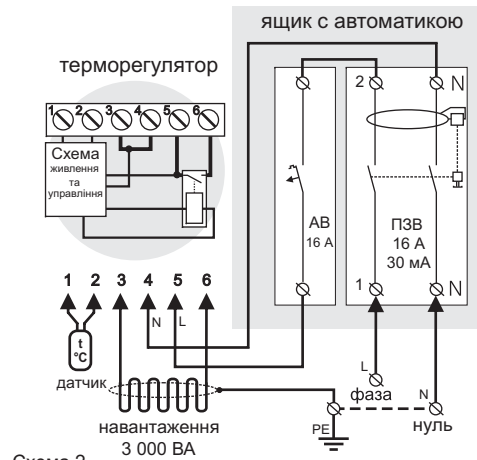 ящик с автоматикою
терморегулятор
1 2 3 4 5 6
Схема
живлення
та
управління
2 N
АВ
16 А
ПЗВ
16 А
30 мА
1 N
1 2 3 4 5 6
N L
t
°C
датчик
L
фаза
N
нуль
PE
навантаження
3 000 ВА